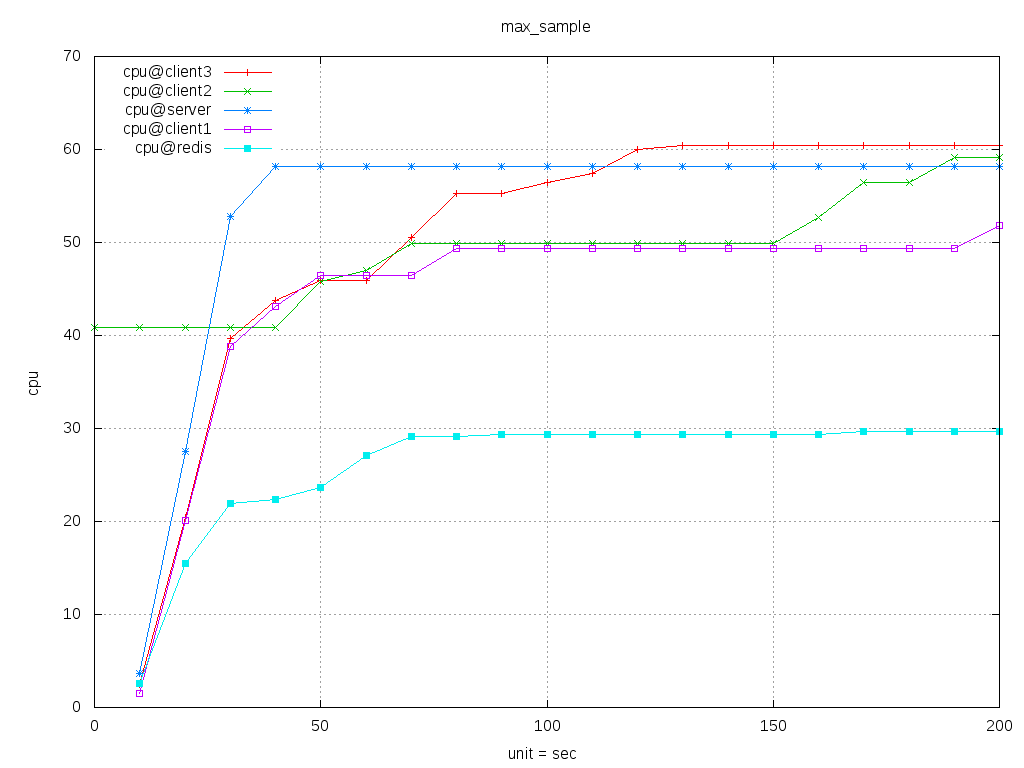 max_sample
70
60
50
40
30
20
10
0
cpu
cpu@client3
cpu@client2
cpu@server
cpu@client1
cpu@redis
0 50 100 150 200
unit = sec